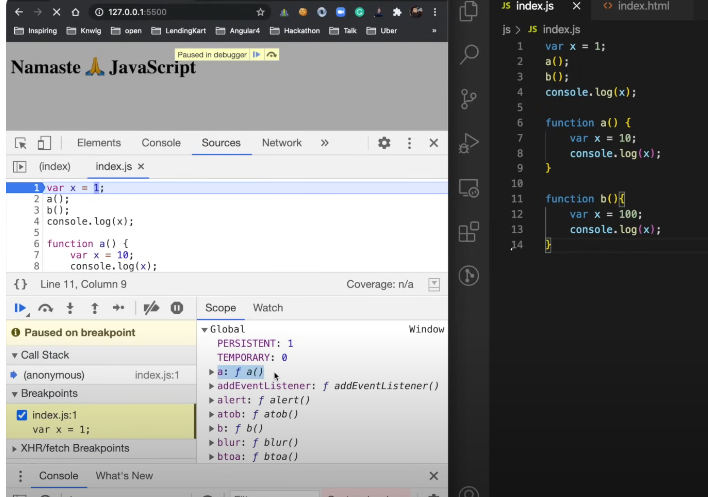 127.0.0.1:5500
Inspiring Knwlg open LendingKart Angular4 Hackathon Talk Uber »
Paused in debugger
Namaste 🙏 JavaScript
Elements Console Sources Network »
(index) index.js ×
1 var x = 1;
2 a();
3 b();
4 console.log(x);
5
6 function a() {
7 var x = 10;
8 console.log(x);
{} Line 11, Column 9 Coverage: n/a
Scope Watch
Paused on breakpoint
Call Stack
(anonymous) index.js:1
Breakpoints
index.js:1
var x = 1;
XHR/fetch Breakpoints
Global Window
PERSISTENT: 1
TEMPORARY: 0
a: ƒ a()
addEventListener: ƒ addEventListener()
alert: ƒ alert()
atob: ƒ atob()
b: ƒ b()
blur: ƒ blur()
btoa: ƒ btoa()
Console What's New
JS index.js × <> index.html
js > JS index.js
1 var x = 1;
2 a();
3 b();
4 console.log(x);
5
6 function a() {
7 var x = 10;
8 console.log(x);
9 }
10
11 function b(){
12 var x = 100;
13 console.log(x);
14 }